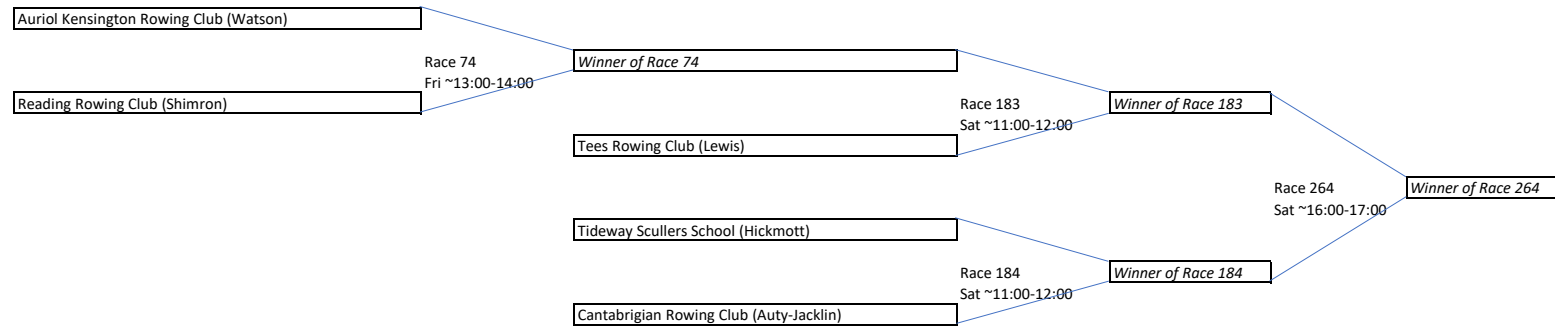 Auriol Kensington Rowing Club (Watson)
Race 74
Fri ~13:00-14:00
Winner of Race 74
Reading Rowing Club (Shimron)
Race 183
Sat ~11:00-12:00
Winner of Race 183
Tees Rowing Club (Lewis)
Race 264
Sat ~16:00-17:00
Winner of Race 264
Tideway Scullers School (Hickmott)
Race 184
Sat ~11:00-12:00
Winner of Race 184
Cantabrigian Rowing Club (Auty-Jacklin)